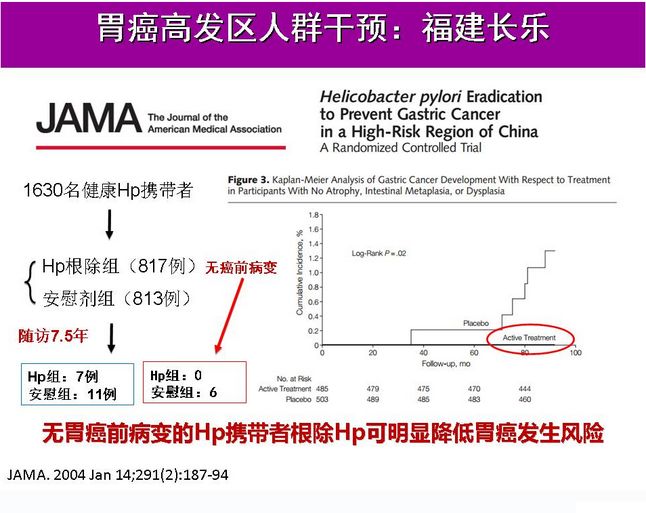 胃癌高发区人群干预：福建长乐
JAMA The Journal of the
American Medical Association
Helicobacter pylori Eradication
to Prevent Gastric Cancer
in a High-Risk Region of China
A Randomized Controlled Trial
1630名健康Hp携带者
Hp根除组（817例）无癌前病变
安慰剂组（813例）
随访7.5年
Hp组：7例
安慰组：11例
Hp组：0
安慰组：6
Figure 3. Kaplan-Meier Analysis of Gastric Cancer Development With Respect to Treatment
in Participants With No Atrophy, Intestinal Metaplasia, or Dysplasia
Cumulative Incidence, %
1.8
1.6
1.4
1.2
1.0
0.8
0.6
0.4
0.2
0
Log-Rank P=.02
Placebo
Active Treatment
0 20 40 60 80 100
Follow-up, mo
No. at Risk
Active Treatment 485 479 475 470 444
Placebo 503 489 485 483 460
无胃癌前病变的Hp携带者根除Hp可明显降低胃癌发生风险
JAMA. 2004 Jan 14;291(2):187-94